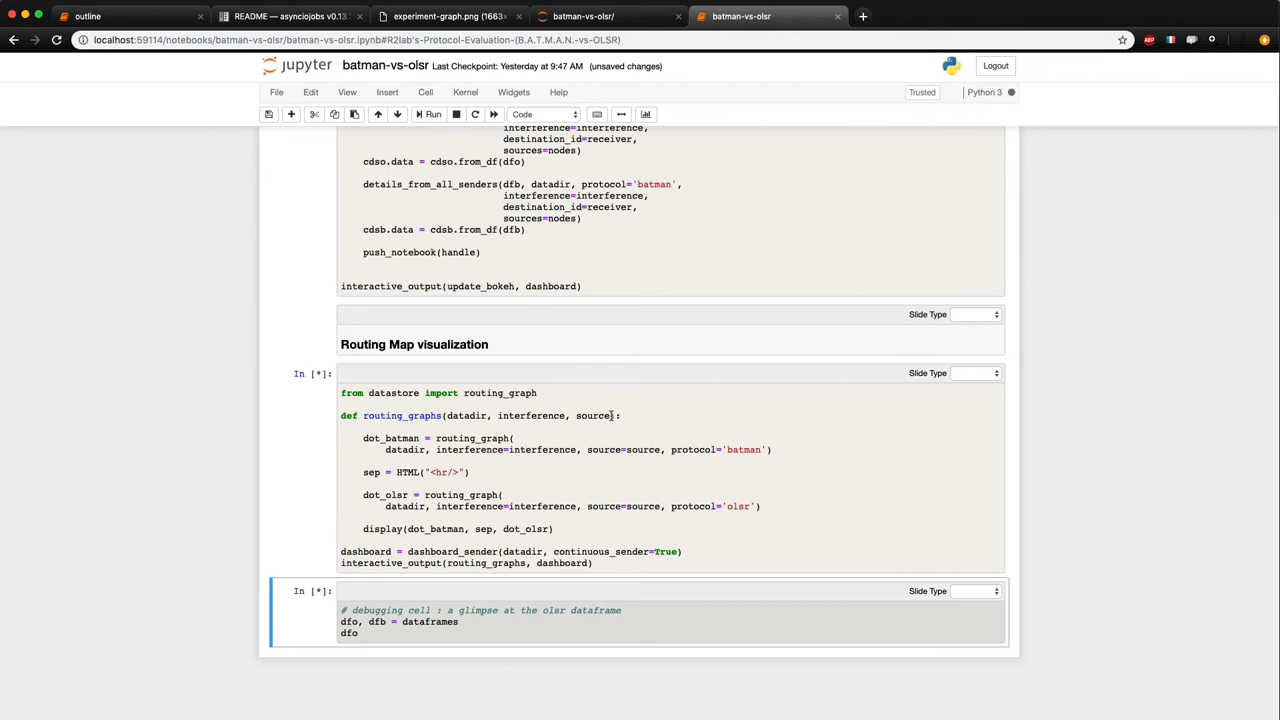 outline
README — asynciojobs v0.13.
experiment-graph.png (1663×
batman-vs-olsr/
batman-vs-olsr
localhost:59114/notebooks/batman-vs-olsr/batman-vs-olsr.ipynb#R2lab's-Protocol-Evaluation-(B.A.T.M.A.N.-vs-OLSR)
jupyter batman-vs-olsr Last Checkpoint: Yesterday at 9:47 AM (unsaved changes) Logout
File Edit View Insert Cell Kernel Widgets Help Trusted Python 3
Run Code
interference=interference,
destination_id=receiver,
sources=nodes)
cdso.data = cdso.from_df(dfo)
details_from_all_senders(dfb, datadir, protocol='batman',
interference=interference,
destination_id=receiver,
sources=nodes)
cdsb.data = cdsb.from_df(dfb)
push_notebook(handle)
interactive_output(update_bokeh, dashboard)
Slide Type
Routing Map visualization
In [*]: Slide Type
from datastore import routing_graph
def routing_graphs(datadir, interference, source):
dot_batman = routing_graph(
datadir, interference=interference, source=source, protocol='batman')
sep = HTML("<hr/>")
dot_olsr = routing_graph(
datadir, interference=interference, source=source, protocol='olsr')
display(dot_batman, sep, dot_olsr)
dashboard = dashboard_sender(datadir, continuous_sender=True)
interactive_output(routing_graphs, dashboard)
In [*]: Slide Type
# debugging cell : a glimpse at the olsr dataframe
dfo, dfb = dataframes
dfo